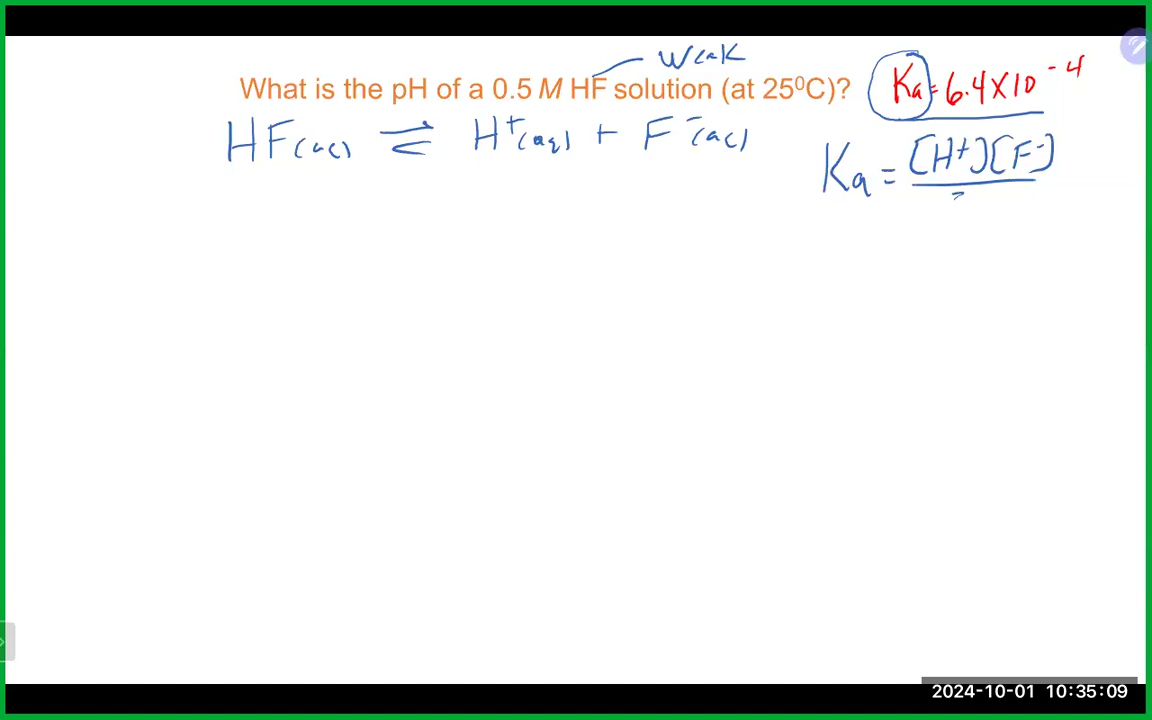 Weak
What is the pH of a 0.5 M HF solution (at 25⁰C)?
Ka = 6.4 X 10⁻⁴
HF(aq) ⇌ H⁺(aq) + F⁻(aq)
Ka = [H⁺][F⁻]
2024-10-01 10:35:09